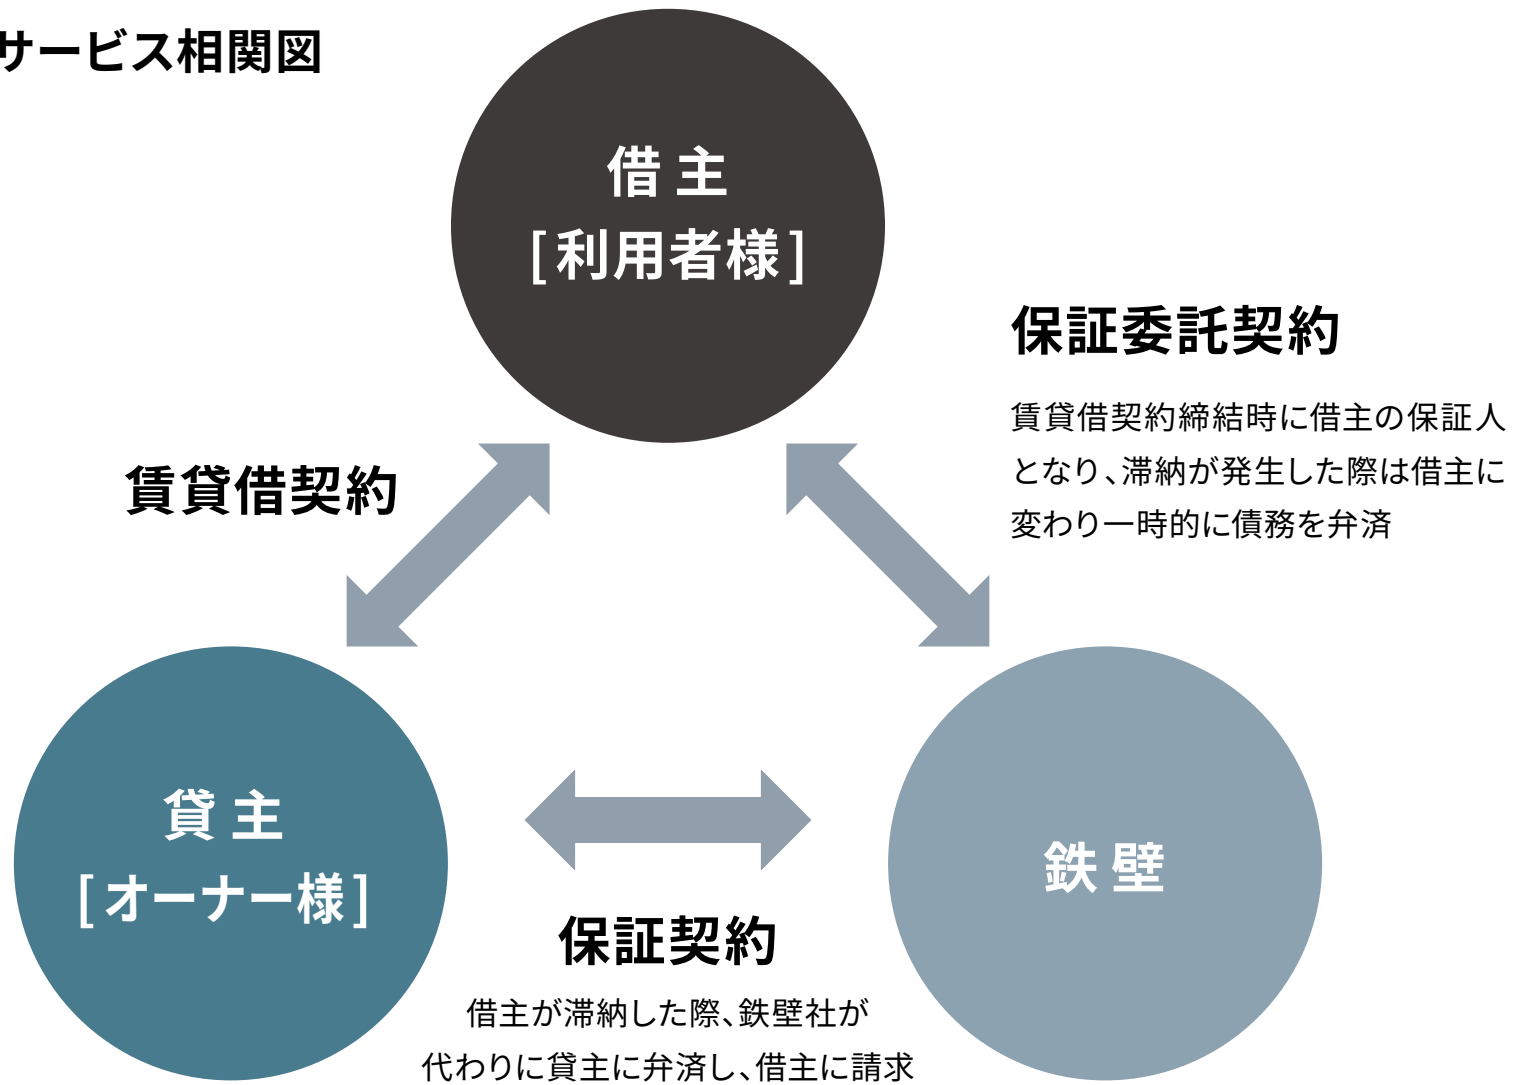 サービス相関図
借主
[利用者様]
保証委託契約
賃貸借契約締結時に借主の保証人
となり、滞納が発生した際は借主に
変わり一時的に債務を弁済
賃貸借契約
貸主
[オーナー様]
鉄壁
保証契約
借主が滞納した際、鉄壁社が
代わりに貸主に弁済し、借主に請求